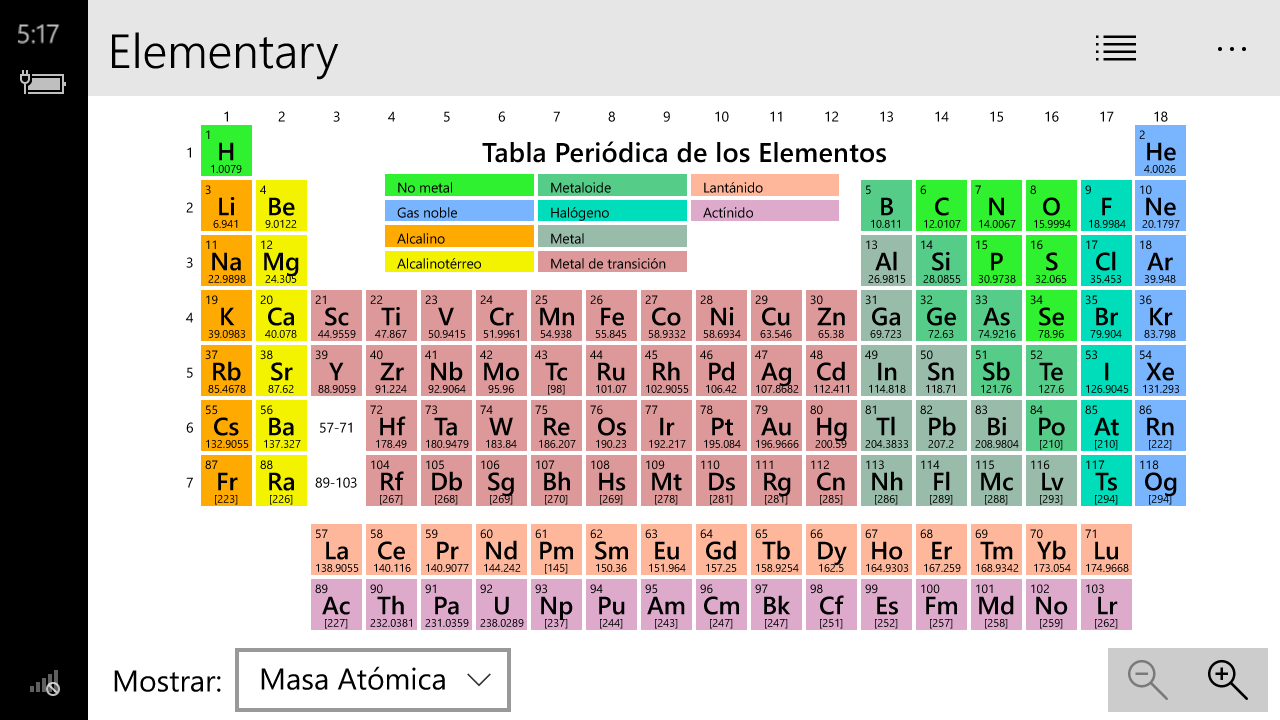 5:17
Elementary
1 2 3 4 5 6 7 8 9 10 11 12 13 14 15 16 17 18
Tabla Periódica de los Elementos
No metal Metaloide Lantánido
Gas noble Halógeno Actínido
Alcalino Metal
Alcalinotérreo Metal de transición
1
1 2
H He
1.0079 4.0026
2
3 4 5 6 7 8 9 10
Li Be B C N O F Ne
6.941 9.0122 10.811 12.0107 14.0067 15.9994 18.9984 20.1797
3
11 12 13 14 15 16 17 18
Na Mg Al Si P S Cl Ar
22.9898 24.305 26.9815 28.0855 30.9738 32.065 35.453 39.948
4
19 20 21 22 23 24 25 26 27 28 29 30 31 32 33 34 35 36
K Ca Sc Ti V Cr Mn Fe Co Ni Cu Zn Ga Ge As Se Br Kr
39.0983 40.078 44.9559 47.867 50.9415 51.9961 54.938 55.845 58.9332 58.6934 63.546 65.38 69.723 72.63 74.9216 78.96 79.904 83.798
5
37 38 39 40 41 42 43 44 45 46 47 48 49 50 51 52 53 54
Rb Sr Y Zr Nb Mo Tc Ru Rh Pd Ag Cd In Sn Sb Te I Xe
85.4678 87.62 88.9059 91.224 92.9064 95.96 [98] 101.07 102.9055 106.42 107.8682 112.411 114.818 118.71 121.76 127.6 126.9045 131.293
6
55 56 72 73 74 75 76 77 78 79 80 81 82 83 84 85 86
Cs Ba 57-71 Hf Ta W Re Os Ir Pt Au Hg Tl Pb Bi Po At Rn
132.9055 137.327 178.49 180.9479 183.84 186.207 190.23 192.217 195.084 196.9666 200.59 204.3833 207.2 208.9804 [210] [210] [222]
7
87 88 104 105 106 107 108 109 110 111 112 113 114 115 116 117 118
Fr Ra 89-103 Rf Db Sg Bh Hs Mt Ds Rg Cn Nh Fl Mc Lv Ts Og
[223] [226] [267] [268] [269] [270] [269] [278] [281] [281] [285] [286] [289] [288] [293] [294] [294]
57 58 59 60 61 62 63 64 65 66 67 68 69 70 71
La Ce Pr Nd Pm Sm Eu Gd Tb Dy Ho Er Tm Yb Lu
138.9055 140.116 140.9077 144.242 [145] 150.36 151.964 157.25 158.9254 162.5 164.9303 167.259 168.9342 173.054 174.9668
89 90 91 92 93 94 95 96 97 98 99 100 101 102 103
Ac Th Pa U Np Pu Am Cm Bk Cf Es Fm Md No Lr
[227] 232.0381 231.0359 238.0289 [237] [244] [243] [247] [247] [251] [252] [257] [258] [259] [262]
Mostrar: Masa Atómica